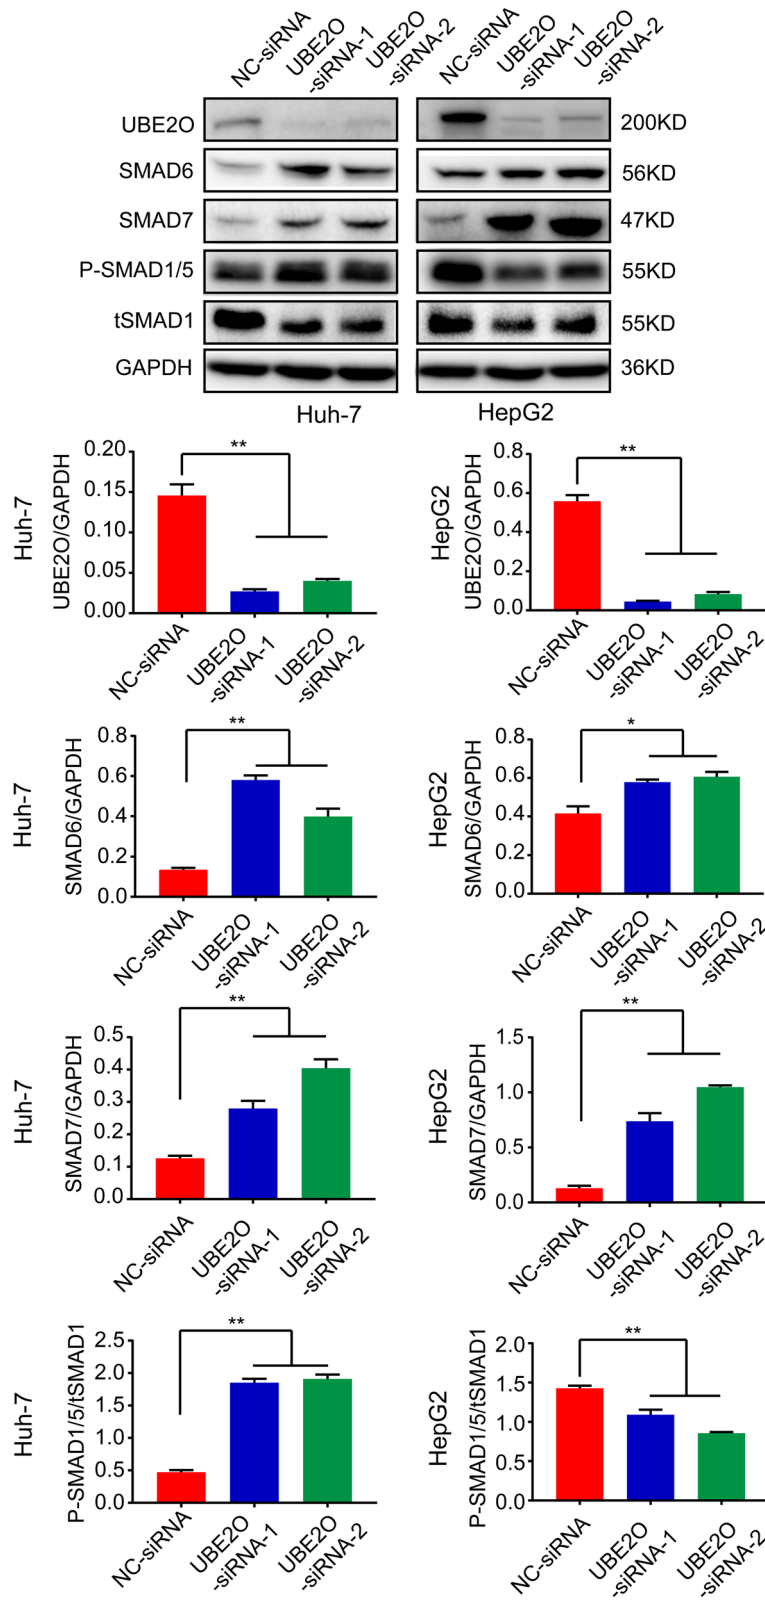 NC-siRNA
UBE2O
-siRNA-1
UBE2O
-siRNA-2
NC-siRNA
UBE2O
-siRNA-1
UBE2O
-siRNA-2
UBE2O
200KD
SMAD6
56KD
SMAD7
47KD
P-SMAD1/5
55KD
tSMAD1
55KD
GAPDH
36KD
Huh-7
HepG2
Huh-7
UBE2O/GAPDH
0.20
0.15
0.10
0.05
0.00
**
NC-siRNA
UBE2O
-siRNA-1
UBE2O
-siRNA-2
HepG2
UBE2O/GAPDH
0.8
0.6
0.4
0.2
0.0
**
NC-siRNA
UBE2O
-siRNA-1
UBE2O
-siRNA-2
Huh-7
SMAD6/GAPDH
0.8
0.6
0.4
0.2
0.0
**
NC-siRNA
UBE2O
-siRNA-1
UBE2O
-siRNA-2
HepG2
SMAD6/GAPDH
0.8
0.6
0.4
0.2
0.0
*
NC-siRNA
UBE2O
-siRNA-1
UBE2O
-siRNA-2
Huh-7
SMAD7/GAPDH
0.5
0.4
0.3
0.2
0.1
0.0
**
NC-siRNA
UBE2O
-siRNA-1
UBE2O
-siRNA-2
HepG2
SMAD7/GAPDH
1.5
1.0
0.5
0.0
**
NC-siRNA
UBE2O
-siRNA-1
UBE2O
-siRNA-2
Huh-7
P-SMAD1/5/tSMAD1
2.5
2.0
1.5
1.0
0.5
0.0
**
NC-siRNA
UBE2O
-siRNA-1
UBE2O
-siRNA-2
HepG2
P-SMAD1/5/tSMAD1
2.0
1.5
1.0
0.5
0.0
**
NC-siRNA
UBE2O
-siRNA-1
UBE2O
-siRNA-2